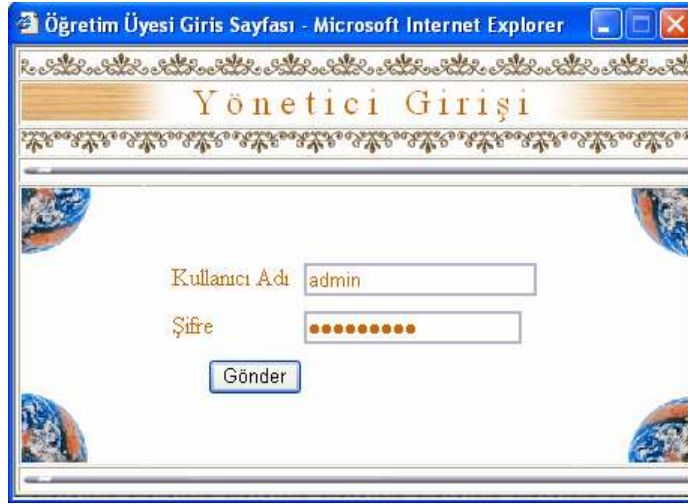 Öğretim Üyesi Giris Sayfası - Microsoft Internet Explorer
Yönetici Girişi
Kullanıcı Adı admin
Şifre ●●●●●●●●●
Gönder